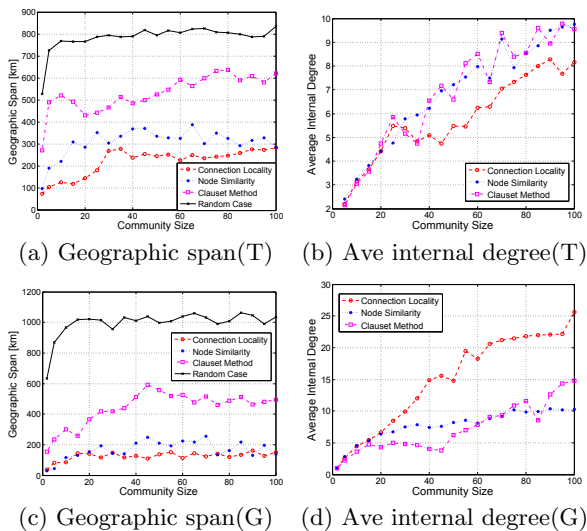 900
800
700
600
500
400
300
200
100
0
0 20 40 60 80 100
Geographic Span [km]
Community Size
Connection Locality
Node Similarity
Clauset Method
Random Case
(a) Geographic span(T)
10
9
8
7
6
5
4
3
2
0 20 40 60 80 100
Average Internal Degree
Community Size
Connection Locality
Node Similarity
Clauset Method
(b) Ave internal degree(T)
1200
1000
800
600
400
200
0
0 20 40 60 80 100
Geographic Span [km]
Community Size
Connection Locality
Node Similarity
Clauset Method
Random Case
(c) Geographic span(G)
30
25
20
15
10
5
0
0 20 40 60 80 100
Average Internal Degree
Community Size
Connection Locality
Node Similarity
Clauset Method
(d) Ave internal degree(G)